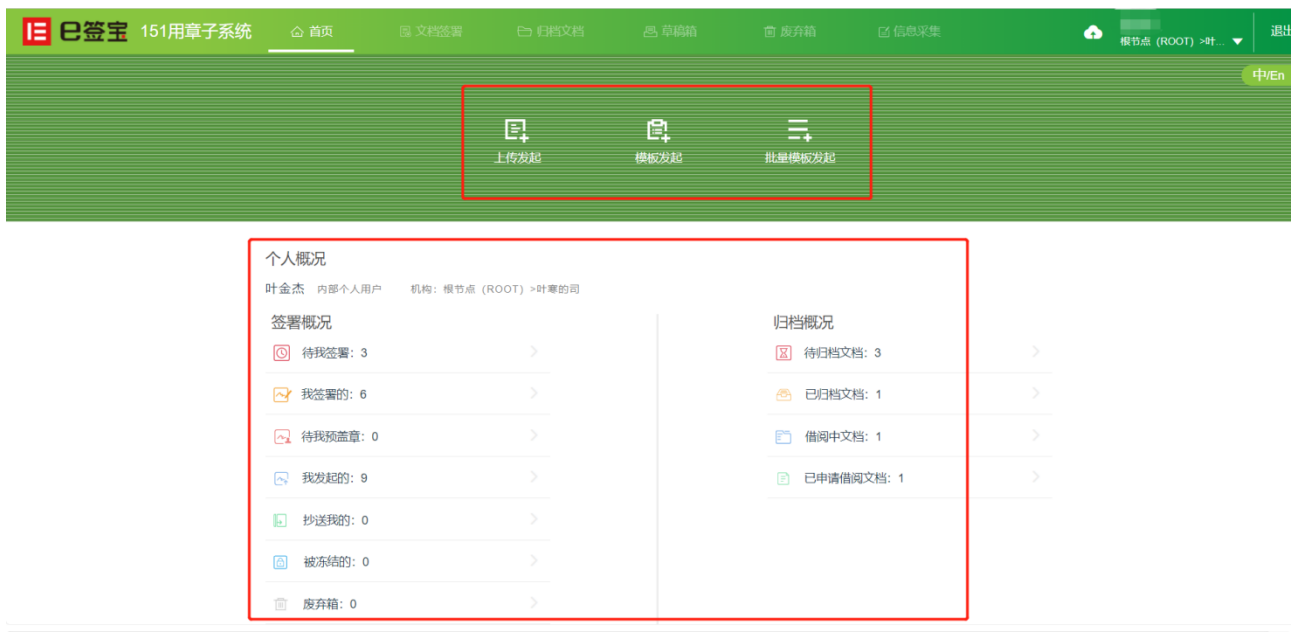 e签宝 151用章子系统 首页 文档签署 归档文档 草稿箱 废弃箱 信息采集 根节点 (ROOT) >叶... 退出
中/En
上传发起 模板发起 批量模板发起
个人概况
叶金杰 内部个人用户 机构：根节点 (ROOT) >叶寒的司
签署概况
待我签署：3
我签署的：6
待我预盖章：0
我发起的：9
抄送我的：0
被冻结的：0
废弃箱：0
归档概况
待归档文档：3
已归档文档：1
借阅中文档：1
已申请借阅文档：1